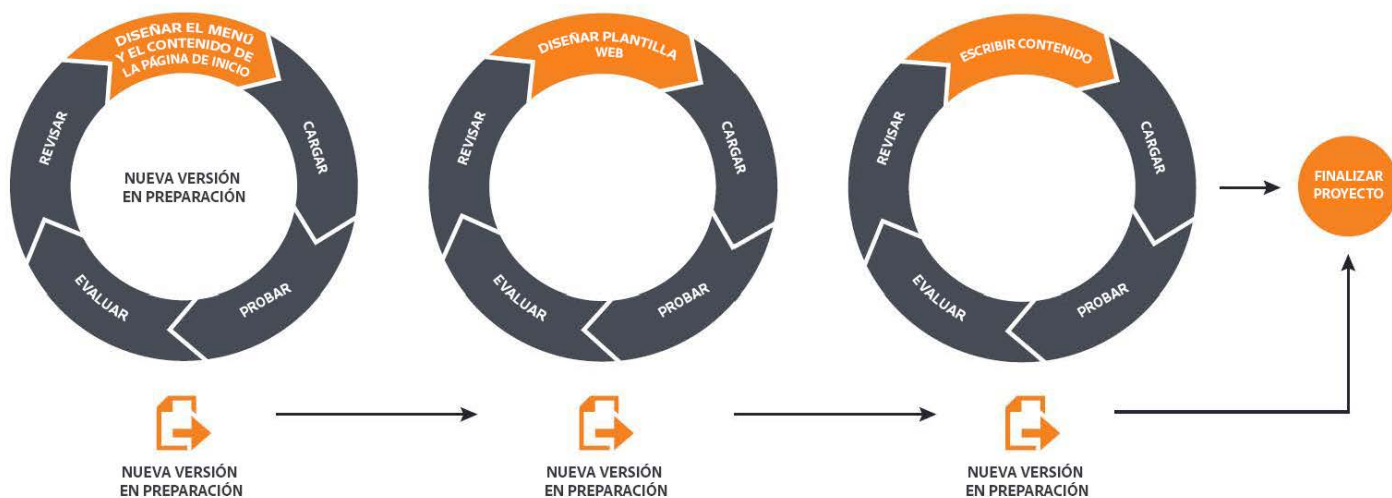 DISEÑAR EL MENÚ
Y EL CONTENIDO DE
LA PÁGINA DE INICIO
CARGAR
PROBAR
EVALUAR
REVISAR
NUEVA VERSIÓN
EN PREPARACIÓN
DISEÑAR PLANTILLA
WEB
CARGAR
PROBAR
EVALUAR
REVISAR
ESCRIBIR CONTENIDO
CARGAR
PROBAR
EVALUAR
REVISAR
FINALIZAR
PROYECTO
NUEVA VERSIÓN
EN PREPARACIÓN
NUEVA VERSIÓN
EN PREPARACIÓN
NUEVA VERSIÓN
EN PREPARACIÓN